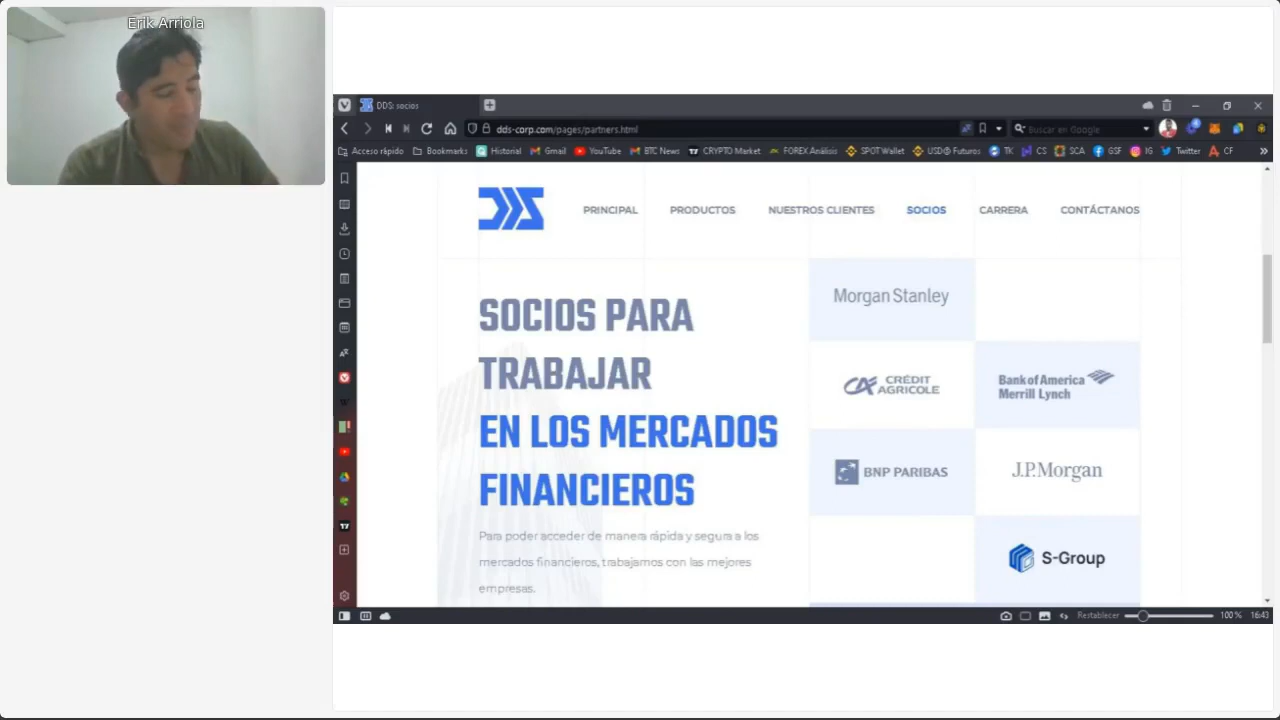 Erik Arriola
DDS: socios
dds-corp.com/pages/partners.html
Buscar en Google
Acceso rápido
Bookmarks
Historial
Gmail
YouTube
BTC News
CRYPTO Market
FOREX Análisis
SPOT Wallet
USD@ Futuros
TK
CS
SCA
GSF
IG
Twitter
CF
PRINCIPAL
PRODUCTOS
NUESTROS CLIENTES
SOCIOS
CARRERA
CONTÁCTANOS
SOCIOS PARA
TRABAJAR
EN LOS MERCADOS
FINANCIEROS
Para poder acceder de manera rápida y segura a los
mercados financieros, trabajamos con las mejores
empresas.
Morgan Stanley
CRÉDIT
AGRICOLE
Bank of America
Merrill Lynch
BNP PARIBAS
J.P.Morgan
S-Group
Restablecer
100 %
16:43